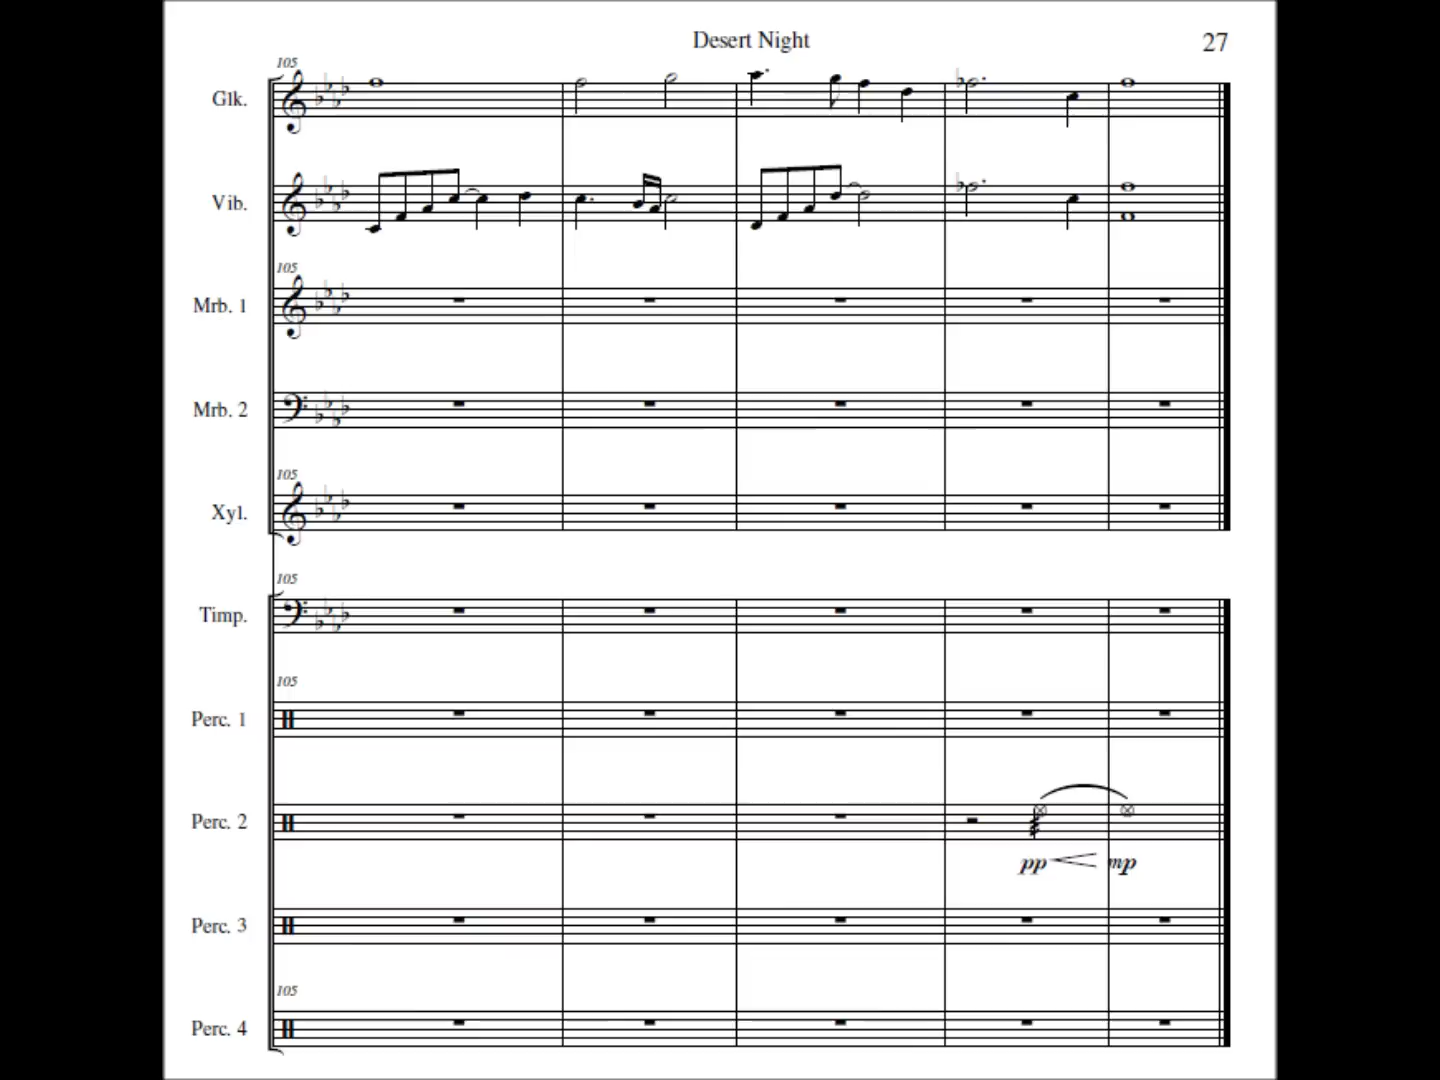 Desert Night
27
105
Glk.
Vib.
105
Mrb. 1
Mrb. 2
105
Xyl.
105
Timp.
105
Perc. 1
Perc. 2
pp mp
Perc. 3
105
Perc. 4